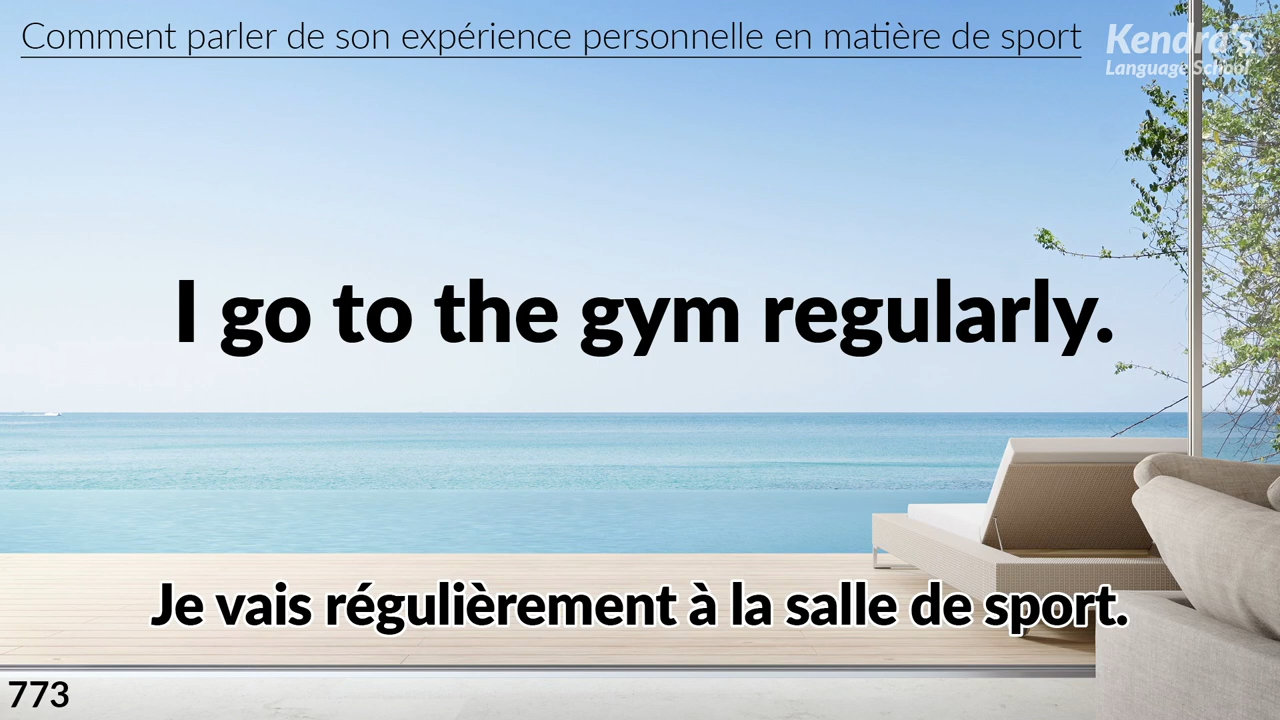 Comment parler de son expérience personnelle en matière de sport
Kendra's
Language School
I go to the gym regularly.
Je vais régulièrement à la salle de sport.
773